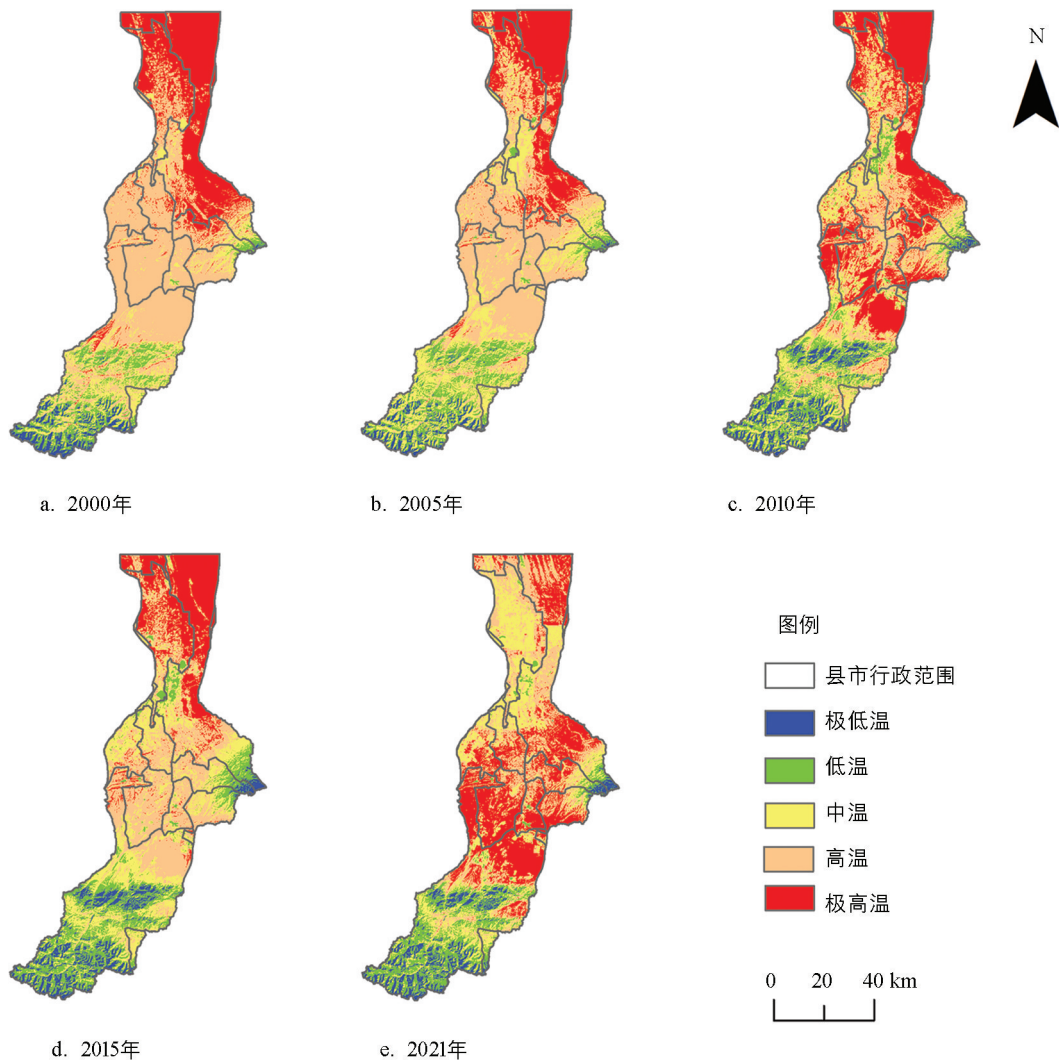 N
a. 2000年
b. 2005年
c. 2010年
d. 2015年
e. 2021年
图例
县市行政范围
极低温
低温
中温
高温
极高温
0 20 40 km